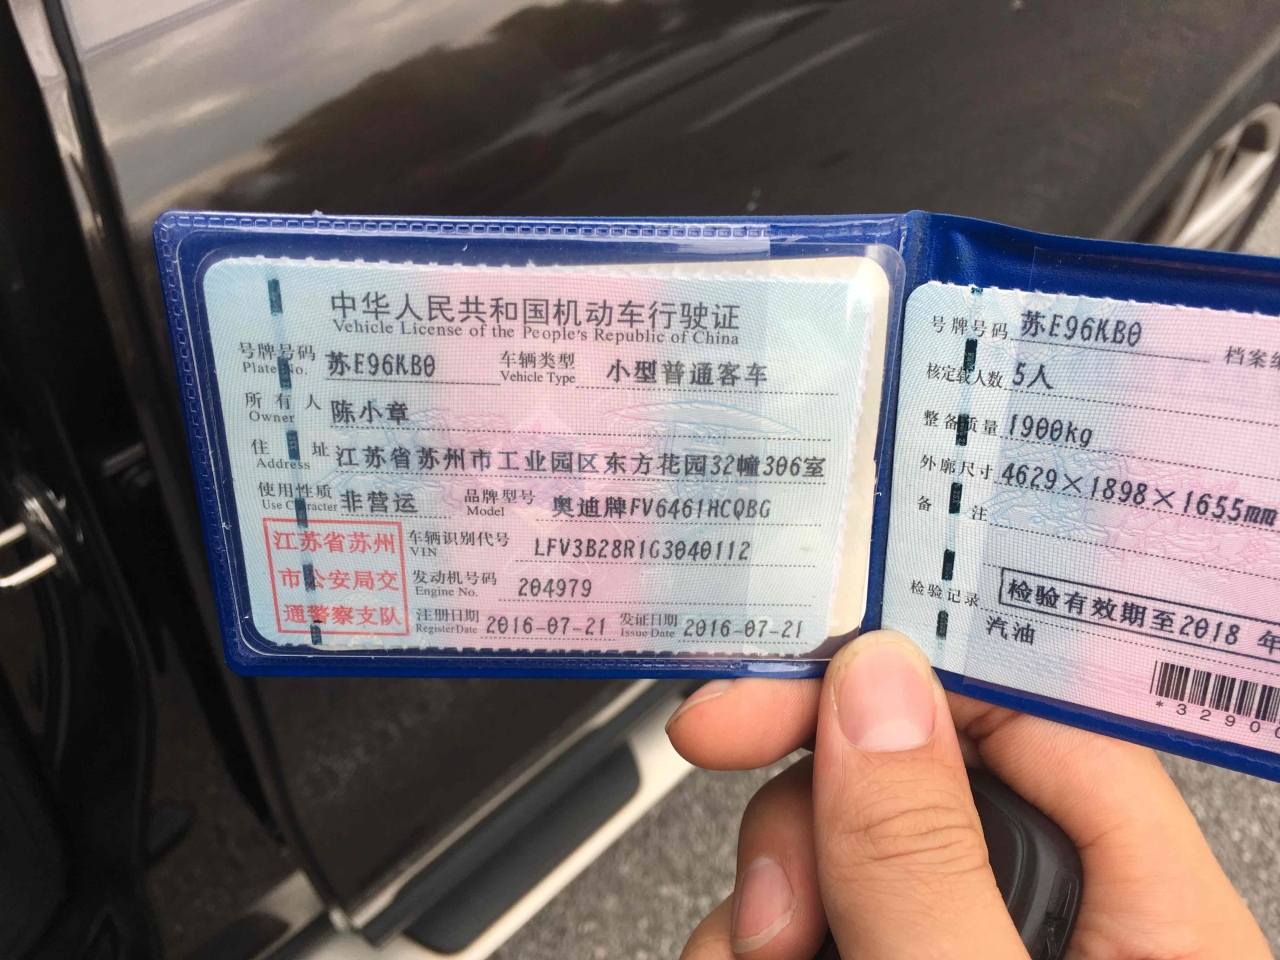 中华人民共和国机动车行驶证
Vehicle License of the People's Republic of China
号牌号码 苏E96KB0 车辆类型 小型普通客车
Plate No. Vehicle Type
所有人 陈小章
Owner
住址 江苏省苏州市工业园区东方花园32幢306室
Address
使用性质 非营运 品牌型号 奥迪牌FV6461HCQBG
Use Character Model
江苏省苏州
市公安局交
通警察支队
车辆识别代号 LFV3B28R1G3040112
VIN
发动机号码 204979
Engine No.
注册日期 2016-07-21 发证日期 2016-07-21
Register Date Issue Date
号牌号码 苏E96KB0 档案编
核定载人数 5人
整备质量 1900kg
外廓尺寸 4629×1898×1655mm
备注
检验记录 检验有效期至2018 年
汽油
*3290